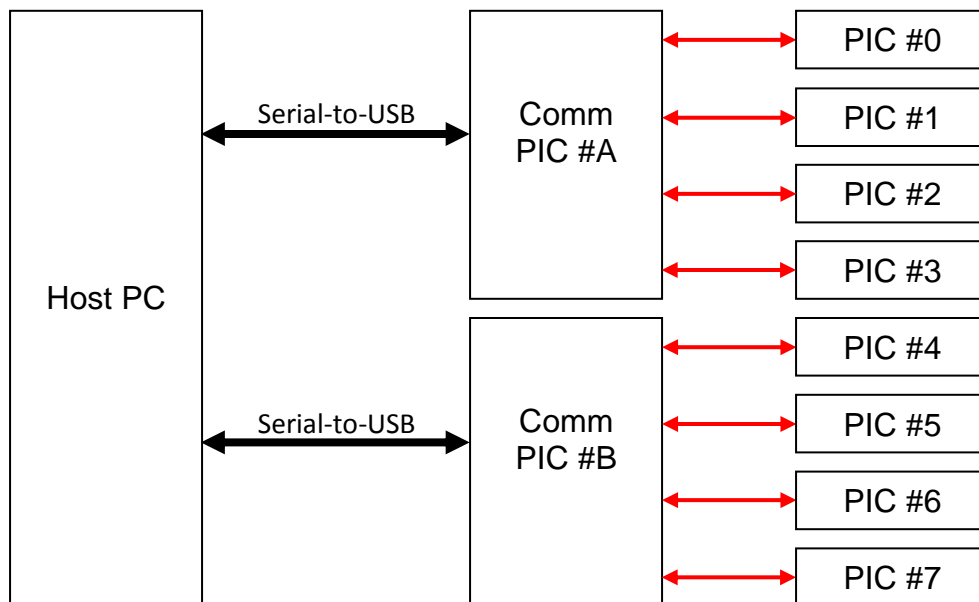 Host PC
Serial-to-USB
Comm
PIC #A
PIC #0
PIC #1
PIC #2
PIC #3
Serial-to-USB
Comm
PIC #B
PIC #4
PIC #5
PIC #6
PIC #7